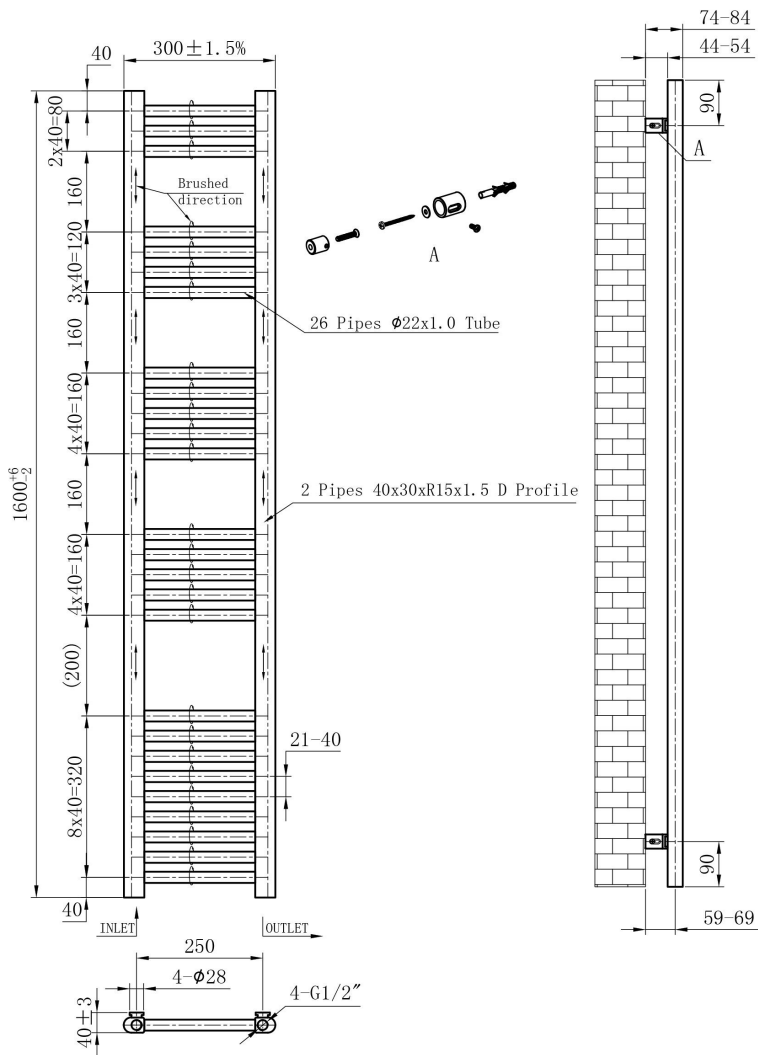 40
300±1.5%
74-84
44-54
90
A
2x40=80
160
Brushed
direction
3x40=120
A
26 Pipes ϕ22x1.0 Tube
160
4x40=160
1600 +6 -2
160
2 Pipes 40x30xR15x1.5 D Profile
4x40=160
(200)
21-40
8x40=320
40
90
INLET
OUTLET
59-69
250
4-ϕ28
4-G1/2"
40±3